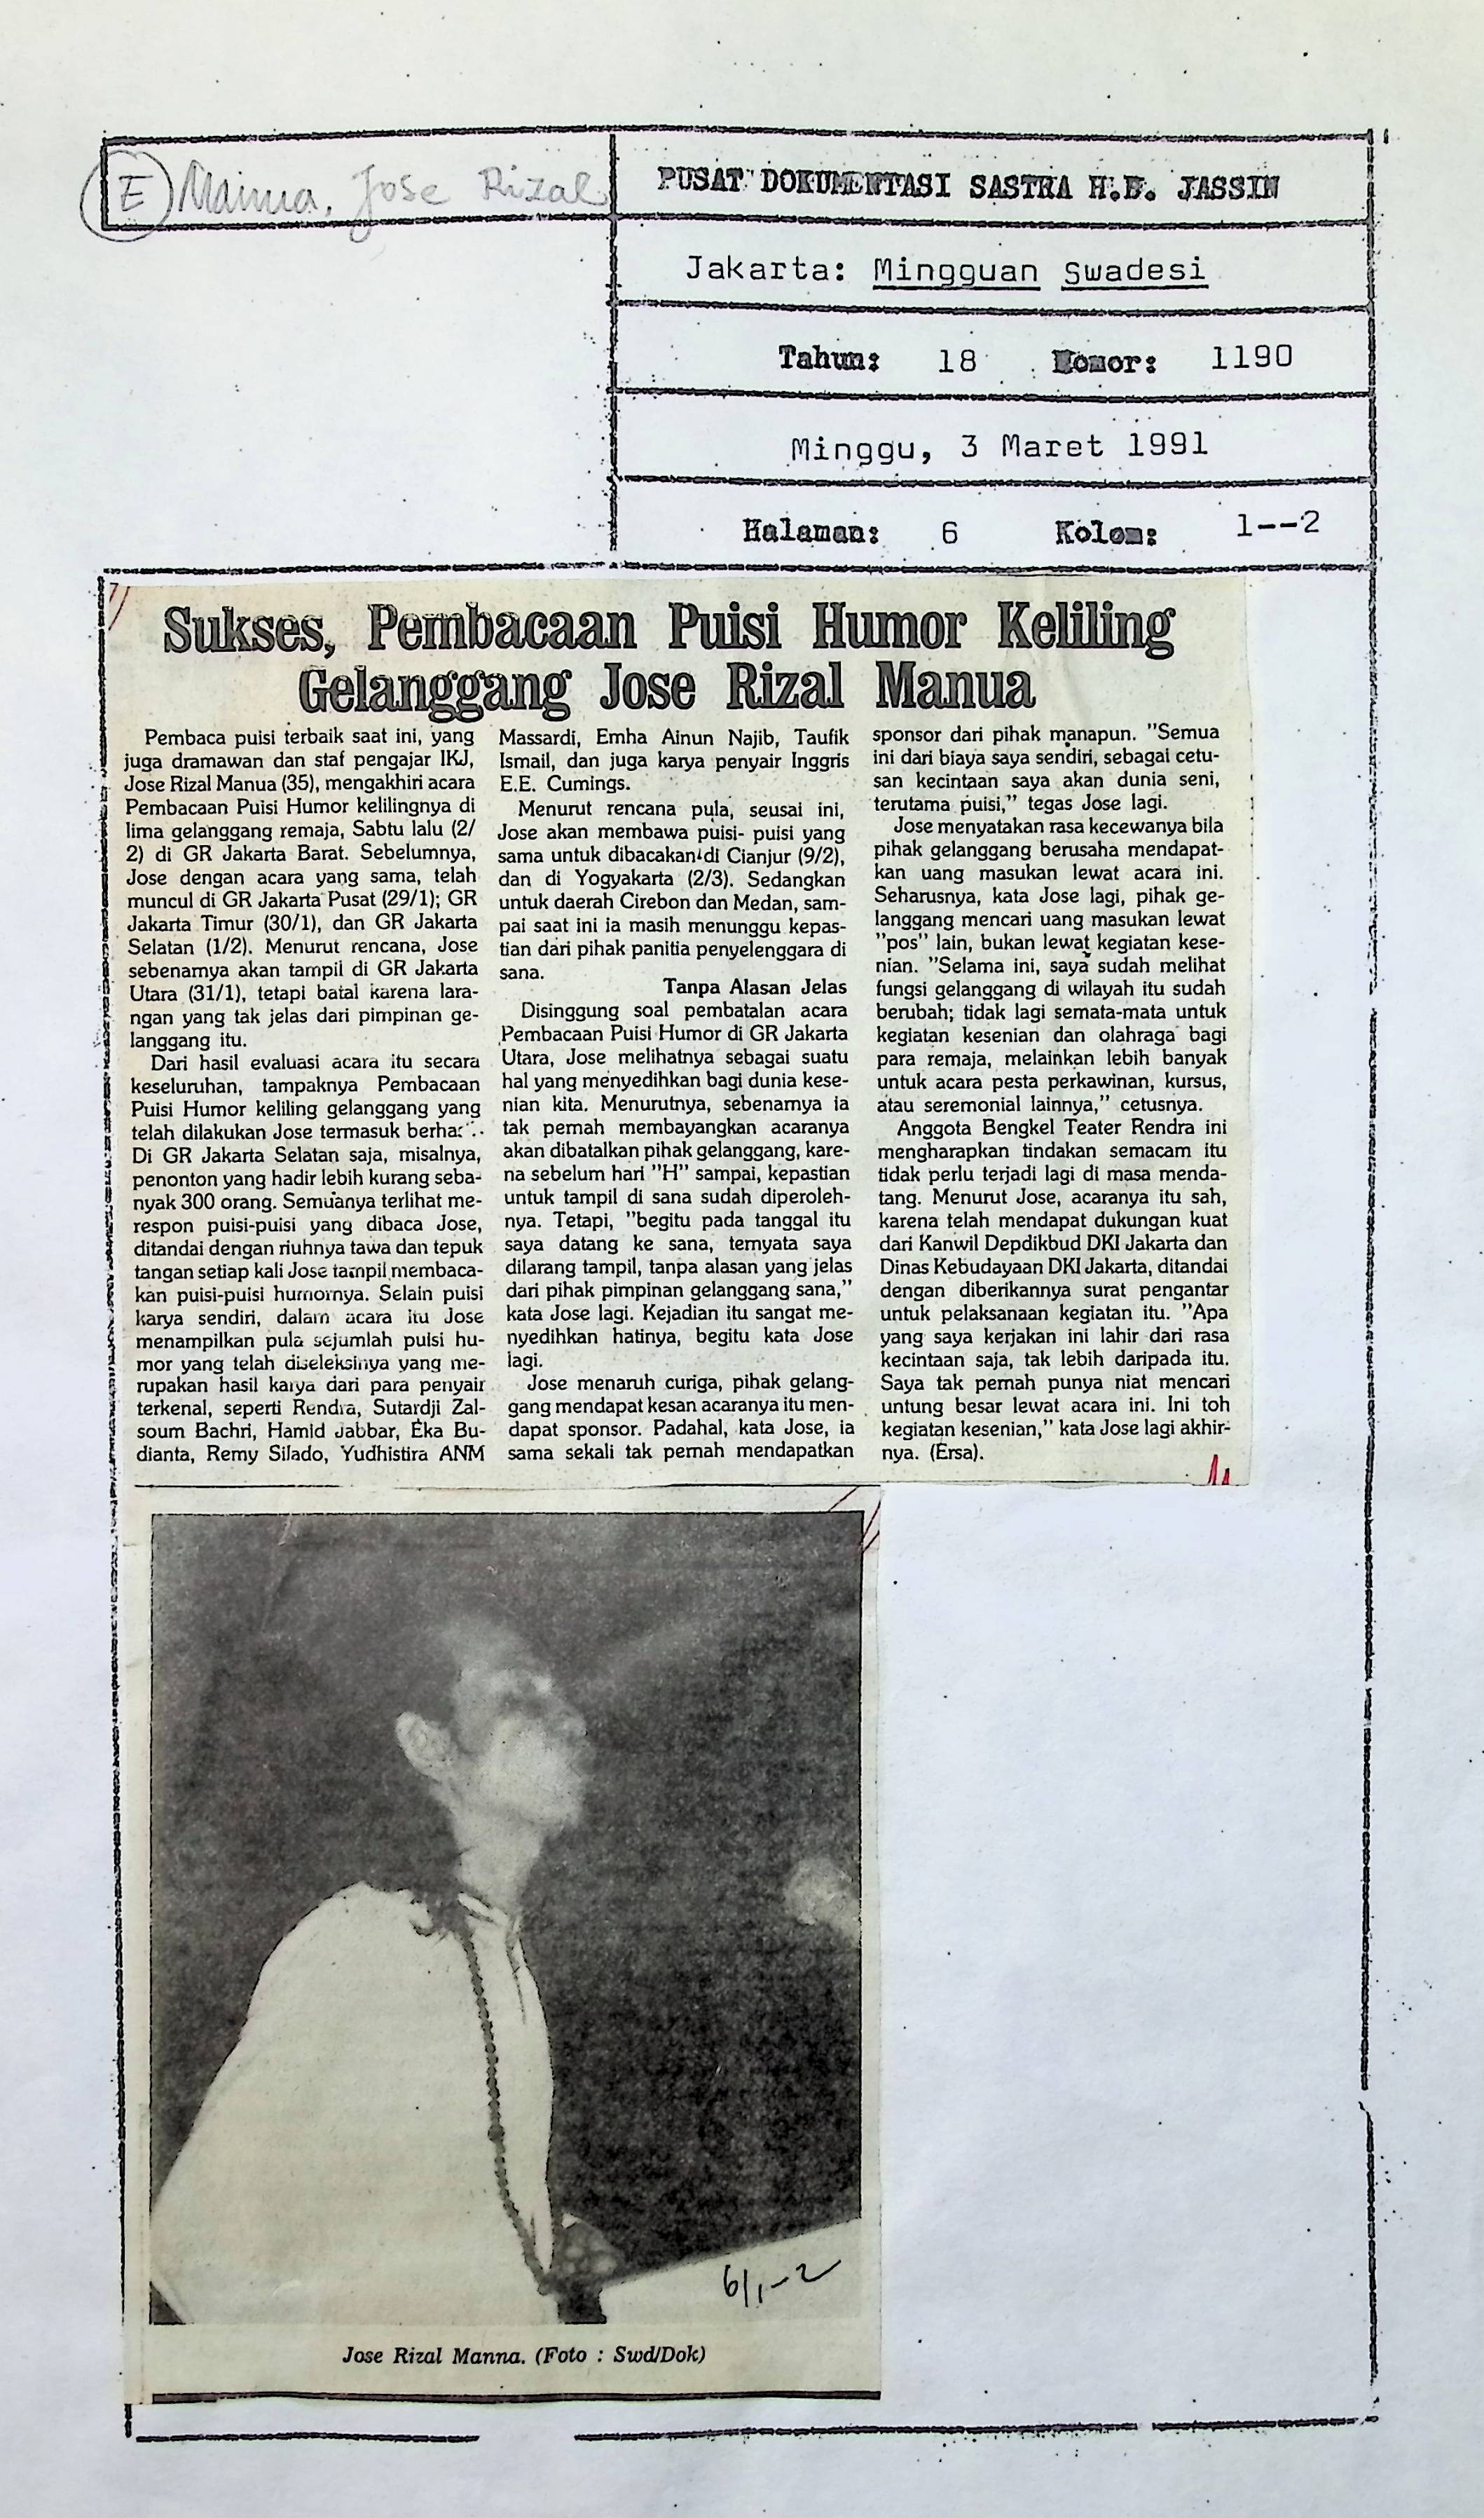 E Manua, Jose Rizal
PUSAT DOKUMENTASI SASTRA H.B. JASSIN
Jakarta: Mingguan Swadesi
Tahun: 18 Nomor: 1190
Minggu, 3 Maret 1991
Halaman: 6 Kolom: 1--2
Sukses, Pembacaan Puisi Humor Keliling
Gelanggang Jose Rizal Manua
Pembaca puisi terbaik saat ini, yang
juga dramawan dan staf pengajar IKJ,
Jose Rizal Manua (35), mengakhiri acara
Pembacaan Puisi Humor kelilingnya di
lima gelanggang remaja, Sabtu lalu (2/
2) di GR Jakarta Barat. Sebelumnya,
Jose dengan acara yang sama, telah
muncul di GR Jakarta Pusat (29/1); GR
Jakarta Timur (30/1), dan GR Jakarta
Selatan (1/2). Menurut rencana, Jose
sebenarnya akan tampil di GR Jakarta
Utara (31/1), tetapi batal karena lara-
ngan yang tak jelas dari pimpinan ge-
langgang itu.
Dari hasil evaluasi acara itu secara
keseluruhan, tampaknya Pembacaan
Puisi Humor keliling gelanggang yang
telah dilakukan Jose termasuk
Di GR Jakarta Selatan saja, misalnya,
penonton yang hadir lebih kurang seba-
nyak 300 orang. Semuanya terlihat me-
respon puisi-puisi yang dibaca Jose,
ditandai dengan riuhnya tawa dan tepuk
tangan setiap kali Jose tampil membaca-
kan puisi-puisi humornya. Selain puisi
karya sendiri, dalam acara itu Jose
menampilkan pula sejumlah puisi hu-
mor yang telah diseleksinya yang me-
rupakan hasil karya dari para penyair
terkenal, seperti Rendra, Sutardji Zal-
soum Bachri, Hamid Jabbar, Eka Bu-
dianta, Remy Silado, Yudhistira ANM
Massardi, Emha Ainun Najib, Taufik
Ismail, dan juga karya penyair Inggris
E.E. Cumings.
Menurut rencana pula, seusai ini,
Jose akan membawa puisi- puisi yang
sama untuk dibacakan di Cianjur (9/2),
dan di Yogyakarta (2/3). Sedangkan
untuk daerah Cirebon dan Medan, sam-
pai saat ini ia masih menunggu kepas-
tian dari pihak panitia penyelenggara di
sana.
Tanpa Alasan Jelas
Disinggung soal pembatalan acara
Pembacaan Puisi Humor di GR Jakarta
Utara, Jose melihatnya sebagai suatu
hal yang menyedihkan bagi dunia kese-
nian kita. Menurutnya, sebenarnya ia
tak pernah membayangkan acaranya
akan dibatalkan pihak gelanggang, kare-
na sebelum hari "H" sampai, kepastian
untuk tampil di sana sudah diperoleh-
nya. Tetapi, "begitu pada tanggal itu
saya datang ke sana, ternyata saya
dilarang tampil, tanpa alasan yang jelas
dari pihak pimpinan gelanggang sana,"
kata Jose lagi. Kejadian itu sangat me-
nyedihkan hatinya, begitu kata Jose
lagi.
Jose menaruh curiga, pihak gelang-
gang mendapat kesan acaranya itu men-
dapat sponsor. Padahal, kata Jose, ia
sama sekali tak pernah mendapatkan
sponsor dari pihak manapun. "Semua
ini dari biaya saya sendiri, sebagai cetu-
san kecintaan saya akan dunia seni,
terutama puisi," tegas Jose lagi.
Jose menyatakan rasa kecewanya bila
pihak gelanggang berusaha mendapat-
kan uang masukan lewat acara ini.
Seharusnya, kata Jose lagi, pihak ge-
langgang mencari uang masukan lewat
"pos" lain, bukan lewat kegiatan kese-
nian. "Selama ini, saya sudah melihat
fungsi gelanggang di wilayah itu sudah
berubah; tidak lagi semata-mata untuk
kegiatan kesenian dan olahraga bagi
para remaja, melainkan lebih banyak
untuk acara pesta perkawinan, kursus,
atau seremonial lainnya," cetusnya.
Anggota Bengkel Teater Rendra ini
mengharapkan tindakan semacam itu
tidak perlu terjadi lagi di masa menda-
tang. Menurut Jose, acaranya itu sah,
karena telah mendapat dukungan kuat
dari Kanwil Depdikbud DKI Jakarta dan
Dinas Kebudayaan DKI Jakarta, ditandai
dengan diberikannya surat pengantar
untuk pelaksanaan kegiatan itu. "Apa
yang saya kerjakan ini lahir dari rasa
kecintaan saja, tak lebih daripada itu.
Saya tak pernah punya niat mencari
untung besar lewat acara ini. Ini toh
kegiatan kesenian," kata Jose lagi akhir-
nya. (Ersa).
6/1-2
Jose Rizal Manna. (Foto : Swd/Dok)